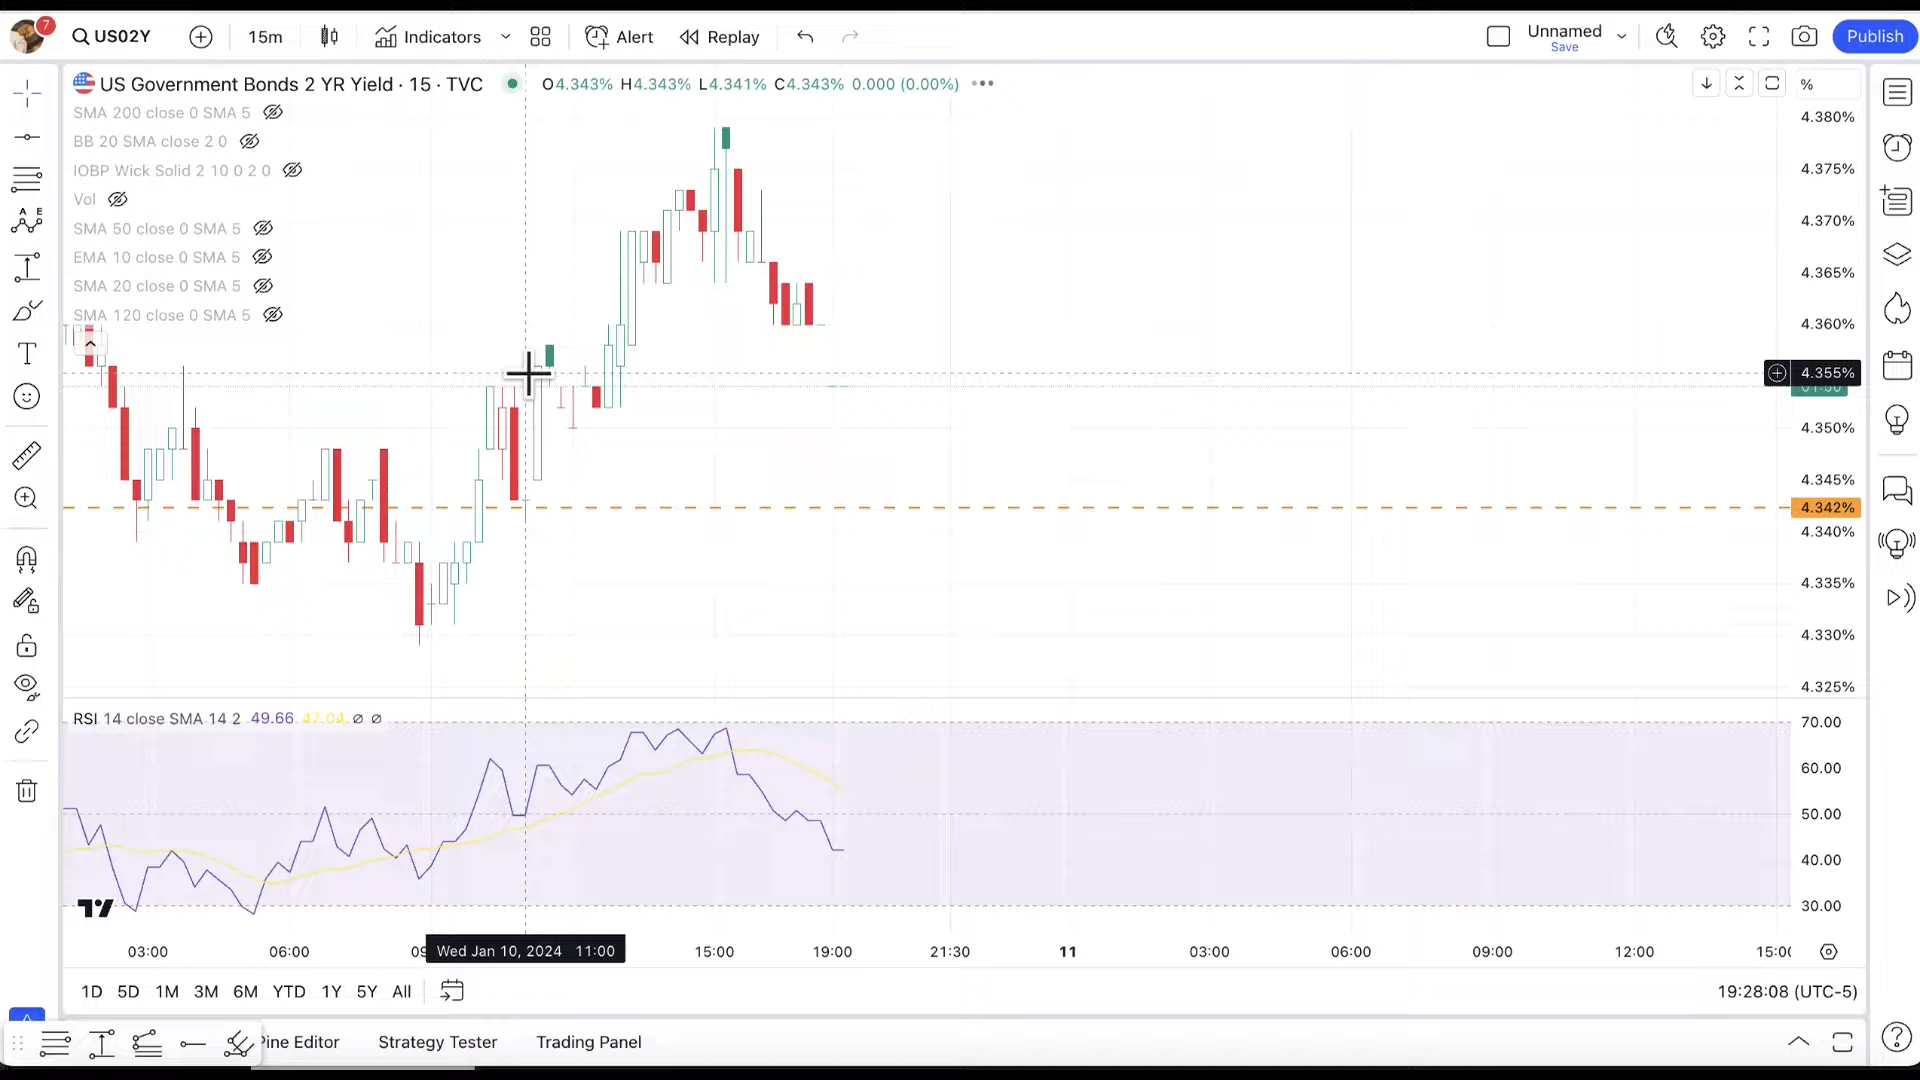 7
US02Y
15m
Indicators
Alert
Replay
Unnamed
Save
Publish
US Government Bonds 2 YR Yield · 15 · TVC
O4.343% H4.343% L4.341% C4.343% 0.000 (0.00%)
%
SMA 200 close 0 SMA 5
BB 20 SMA close 2 0
IOBP Wick Solid 2 10 0 2 0
Vol
SMA 50 close 0 SMA 5
EMA 10 close 0 SMA 5
SMA 20 close 0 SMA 5
SMA 120 close 0 SMA 5
4.380%
4.375%
4.370%
4.365%
4.360%
4.355%
4.350%
4.345%
4.342%
4.340%
4.335%
4.330%
4.325%
A E
T
RSI 14 close SMA 14 2 49.66 47.04 ∅ ∅
70.00
60.00
50.00
40.00
30.00
03:00
06:00
Wed Jan 10, 2024 11:00
15:00
19:00
21:30
11
03:00
06:00
09:00
12:00
1D 5D 1M 3M 6M YTD 1Y 5Y All
19:28:08 (UTC-5)
Pine Editor
Strategy Tester
Trading Panel